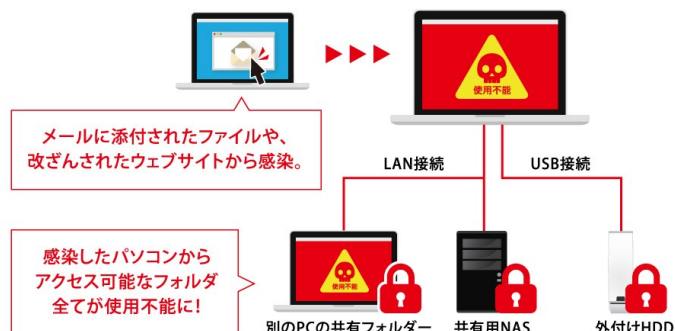 使用不能
メールに添付されたファイルや、
改ざんされたウェブサイトから感染。
LAN接続
USB接続
感染したパソコンから
アクセス可能なフォルダ
全てが使用不能に!
使用不能
別のPCの共有フォルダー
共有用NAS
外付けHDD